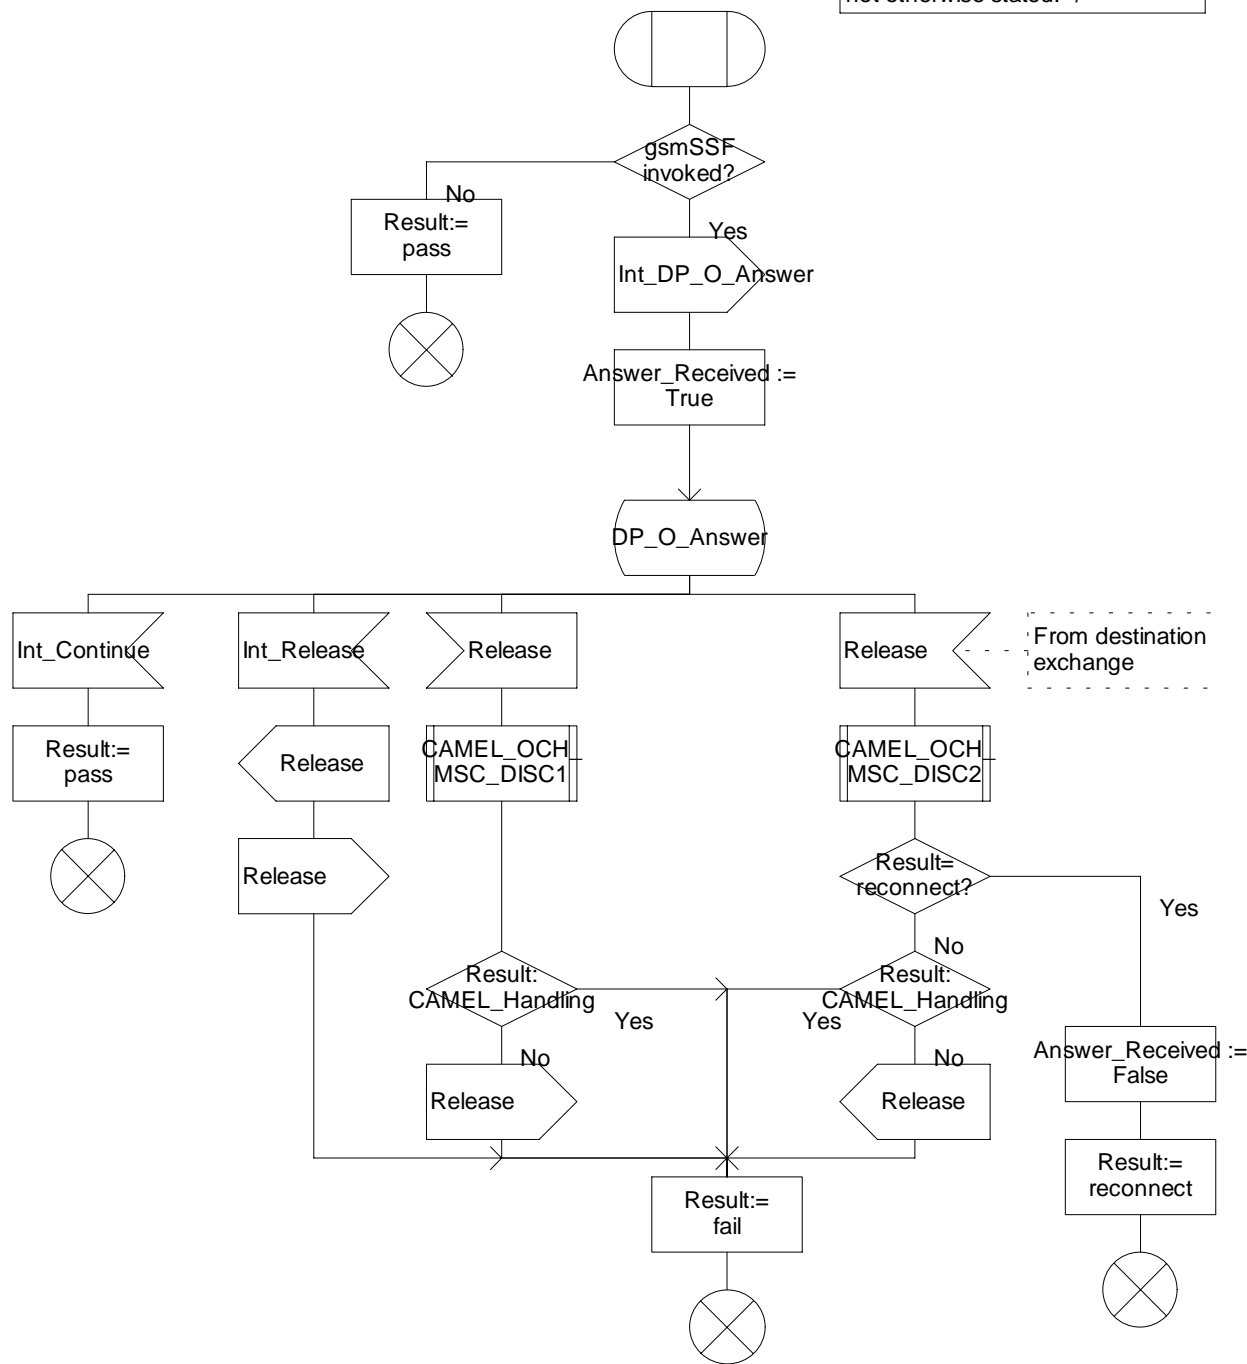 not otherwise stated. */
gsmSSF
invoked?
No
Result:=
pass
Yes
Int_DP_O_Answer
Answer_Received :=
True
DP_O_Answer
Int_Continue
Int_Release
Release
Release
From destination
exchange
Result:=
pass
Release
CAMEL_OCH_
MSC_DISC1
CAMEL_OCH_
MSC_DISC2
Release
Result=
reconnect?
Yes
No
Result:
CAMEL_Handling
Yes
Result:
CAMEL_Handling
Yes
No
Release
No
Release
Answer_Received :=
False
Result:=
reconnect
Result:=
fail